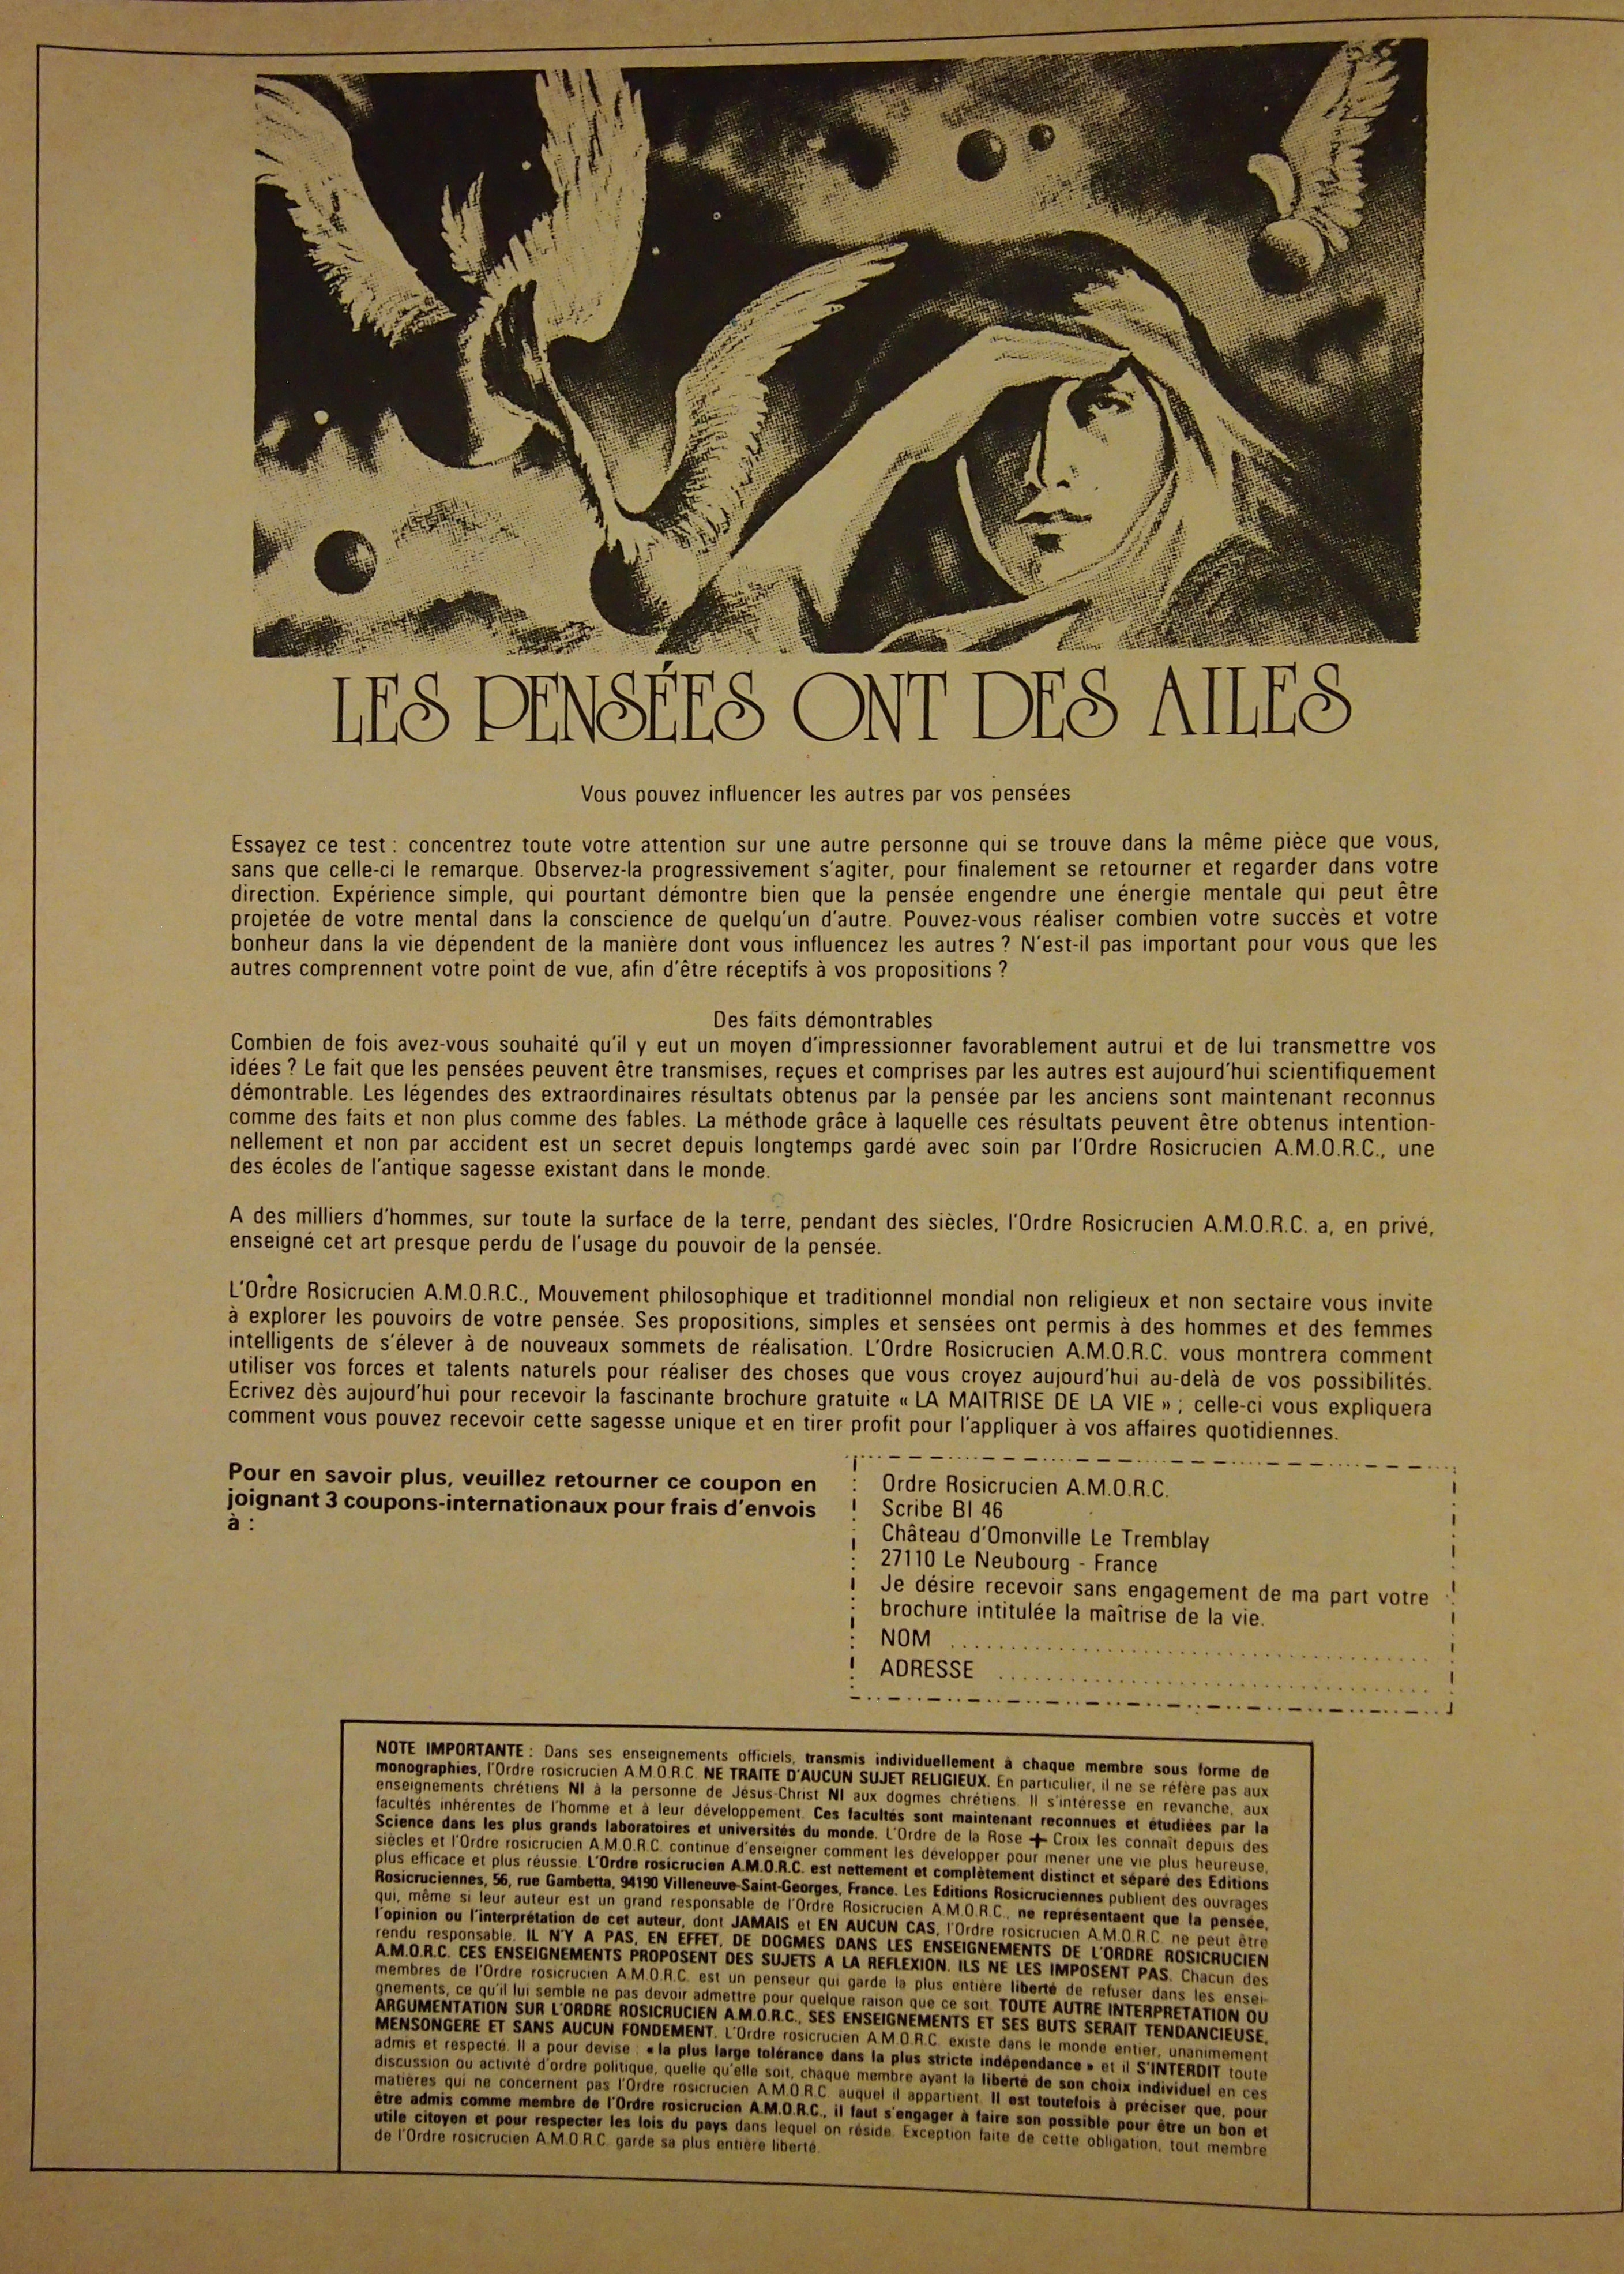 LES PENSÉES ONT DES AILES
Vous pouvez influencer les autres par vos pensées
Essayez ce test : concentrez toute votre attention sur une autre personne qui se trouve dans la même pièce que vous,
sans que celle-ci le remarque. Observez-la progressivement s'agiter, pour finalement se retourner et regarder dans votre
direction. Expérience simple, qui pourtant démontre bien que la pensée engendre une énergie mentale qui peut être
projetée de votre mental dans la conscience de quelqu'un d'autre. Pouvez-vous réaliser combien votre succès et votre
bonheur dans la vie dépendent de la manière dont vous influencez les autres ? N'est-il pas important pour vous que les
autres comprennent votre point de vue, afin d'être réceptifs à vos propositions ?
Des faits démontrables
Combien de fois avez-vous souhaité qu'il y eut un moyen d'impressionner favorablement autrui et de lui transmettre vos
idées ? Le fait que les pensées peuvent être transmises, reçues et comprises par les autres est aujourd'hui scientifiquement
démontrable. Les légendes des extraordinaires résultats obtenus par la pensée par les anciens sont maintenant reconnus
comme des faits et non plus comme des fables. La méthode grâce à laquelle ces résultats peuvent être obtenus intention-
nellement et non par accident est un secret depuis longtemps gardé avec soin par l'Ordre Rosicrucien A.M.O.R.C., une
des écoles de l'antique sagesse existant dans le monde.
A des milliers d'hommes, sur toute la surface de la terre, pendant des siècles, l'Ordre Rosicrucien A.M.O.R.C. a, en privé,
enseigné cet art presque perdu de l'usage du pouvoir de la pensée.
L'Ordre Rosicrucien A.M.O.R.C., Mouvement philosophique et traditionnel mondial non religieux et non sectaire vous invite
à explorer les pouvoirs de votre pensée. Ses propositions, simples et sensées ont permis à des hommes et des femmes
intelligents de s'élever à de nouveaux sommets de réalisation. L'Ordre Rosicrucien A.M.O.R.C. vous montrera comment
utiliser vos forces et talents naturels pour réaliser des choses que vous croyez aujourd'hui au-delà de vos possibilités.
Ecrivez dès aujourd'hui pour recevoir la fascinante brochure gratuite « LA MAITRISE DE LA VIE » ; celle-ci vous expliquera
comment vous pouvez recevoir cette sagesse unique et en tirer profit pour l'appliquer à vos affaires quotidiennes.
Pour en savoir plus, veuillez retourner ce coupon en
joignant 3 coupons-internationaux pour frais d'envois
à :
Ordre Rosicrucien A.M.O.R.C.
Scribe BI 46
Château d'Omonville Le Tremblay
27110 Le Neubourg - France
Je désire recevoir sans engagement de ma part votre
brochure intitulée la maîtrise de la vie.
NOM ........................................
ADRESSE ....................................
NOTE IMPORTANTE : Dans ses enseignements officiels, transmis individuellement à chaque membre sous forme de
monographies, l'Ordre rosicrucien A.M.O.R.C. NE TRAITE D'AUCUN SUJET RELIGIEUX. En particulier, il ne se réfère pas aux
enseignements chrétiens NI à la personne de Jésus-Christ NI aux dogmes chrétiens. Il s'intéresse en revanche, aux
facultés inhérentes de l'homme et à leur développement. Ces facultés sont maintenant reconnues et étudiées par la
Science dans les plus grands laboratoires et universités du monde. L'Ordre de la Rose + Croix les connaît depuis des
siècles et l'Ordre rosicrucien A.M.O.R.C. continue d'enseigner comment les développer pour mener une vie plus heureuse,
plus efficace et plus réussie. L'Ordre rosicrucien A.M.O.R.C. est nettement et complètement distinct et séparé des Editions
Rosicruciennes, 56, rue Gambetta, 94190 Villeneuve-Saint-Georges, France. Les Editions Rosicruciennes publient des ouvrages
qui, même si leur auteur est un grand responsable de l'Ordre Rosicrucien A.M.O.R.C., ne représentaent que la pensée,
l'opinion ou l'interprétation de cet auteur, dont JAMAIS et EN AUCUN CAS, l'Ordre rosicrucien A.M.O.R.C. ne peut être
rendu responsable. IL N'Y A PAS, EN EFFET, DE DOGMES DANS LES ENSEIGNEMENTS DE L'ORDRE ROSICRUCIEN
A.M.O.R.C. CES ENSEIGNEMENTS PROPOSENT DES SUJETS A LA REFLEXION. ILS NE LES IMPOSENT PAS. Chacun des
membres de l'Ordre rosicrucien A.M.O.R.C. est un penseur qui garde la plus entière liberté de refuser dans les ensei-
gnements, ce qu'il lui semble ne pas devoir admettre pour quelque raison que ce soit. TOUTE AUTRE INTERPRETATION OU
ARGUMENTATION SUR L'ORDRE ROSICRUCIEN A.M.O.R.C., SES ENSEIGNEMENTS ET SES BUTS SERAIT TENDANCIEUSE,
MENSONGERE ET SANS AUCUN FONDEMENT. L'Ordre rosicrucien A.M.O.R.C. existe dans le monde entier, unanimement
admis et respecté. Il a pour devise : « la plus large tolérance dans la plus stricte indépendance » et il S'INTERDIT toute
discussion ou activité d'ordre politique, quelle qu'elle soit, chaque membre ayant la liberté de son choix individuel en ces
matières qui ne concernent pas l'Ordre rosicrucien A.M.O.R.C. auquel il appartient. Il est toutefois à préciser que, pour
être admis comme membre de l'Ordre rosicrucien A.M.O.R.C., il faut s'engager à faire son possible pour être un bon et
utile citoyen et pour respecter les lois du pays dans lequel on réside. Exception faite de cette obligation, tout membre
de l'Ordre rosicrucien A.M.O.R.C. garde sa plus entière liberté.